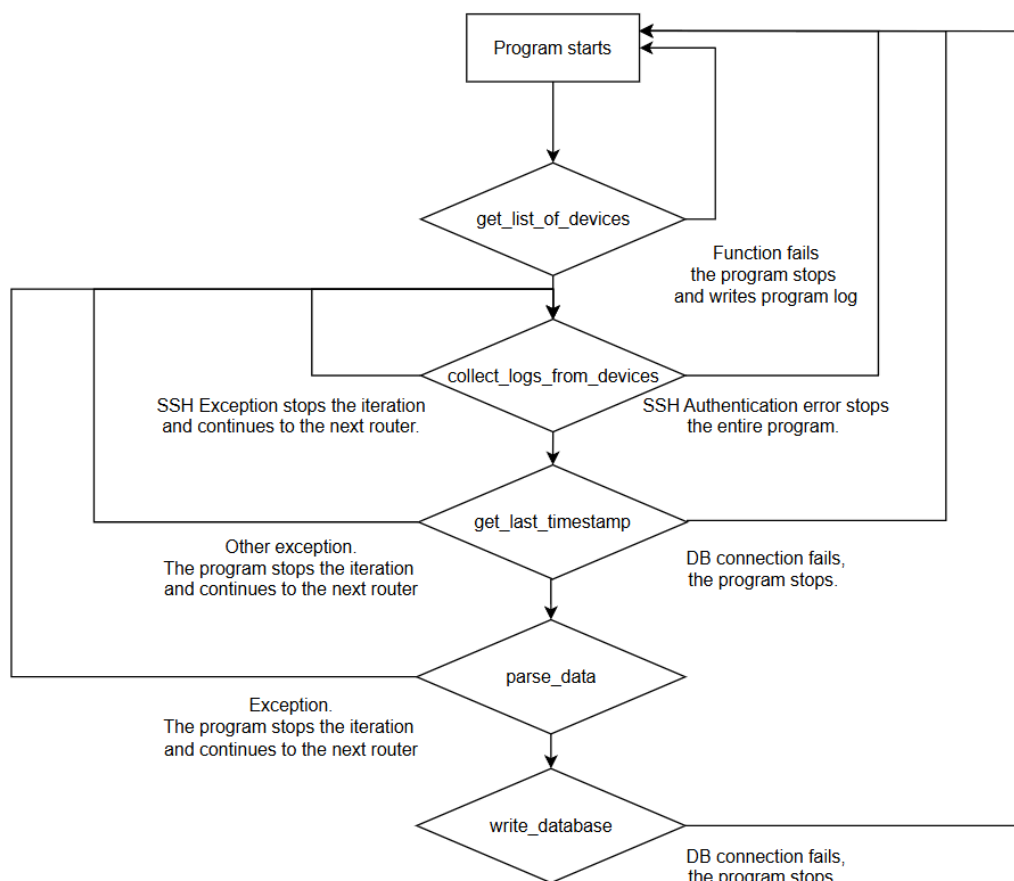 Program starts
get_list_of_devices
Function fails
the program stops
and writes program log
collect_logs_from_devices
SSH Exception stops the iteration
and continues to the next router.
SSH Authentication error stops
the entire program.
get_last_timestamp
Other exception.
The program stops the iteration
and continues to the next router
DB connection fails,
the program stops.
parse_data
Exception.
The program stops the iteration
and continues to the next router
write_database
DB connection fails,
the program stops